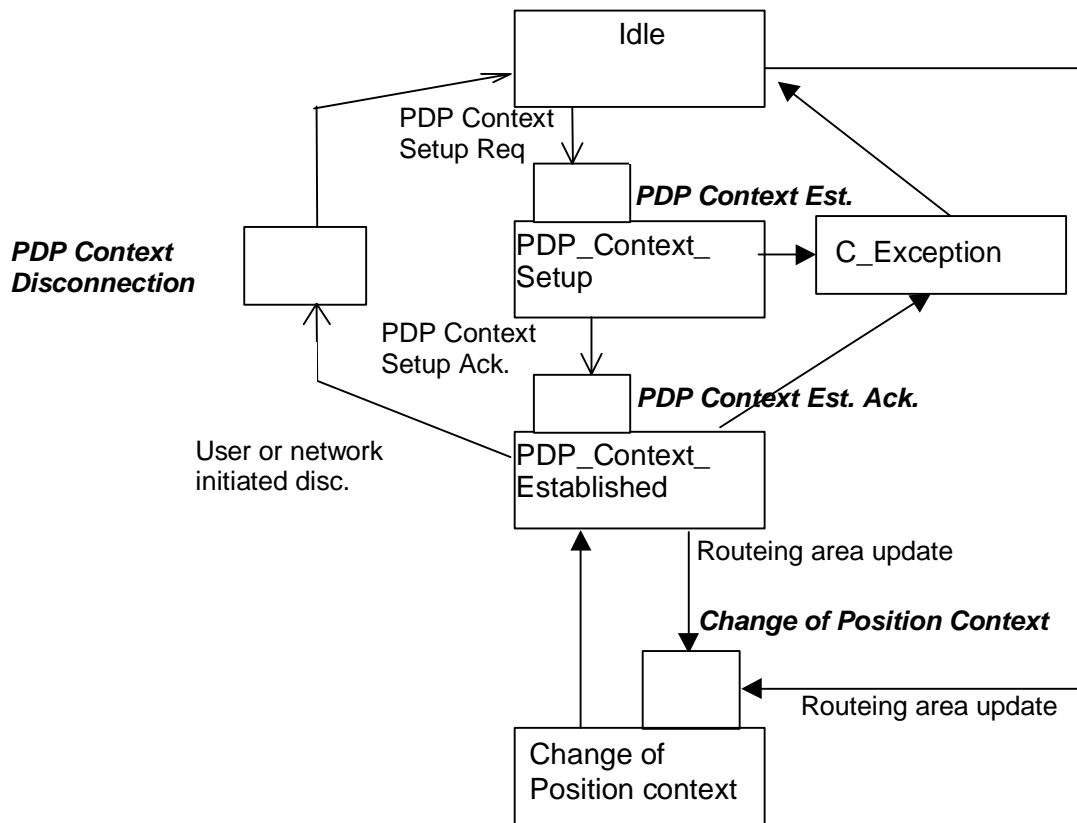 Idle
PDP Context
Setup Req
PDP Context Est.
PDP Context
Disconnection
PDP_Context_
Setup
C_Exception
PDP Context
Setup Ack.
PDP Context Est. Ack.
User or network
initiated disc.
PDP_Context_
Established
Routeing area update
Change of Position Context
Routeing area update
Change of
Position context